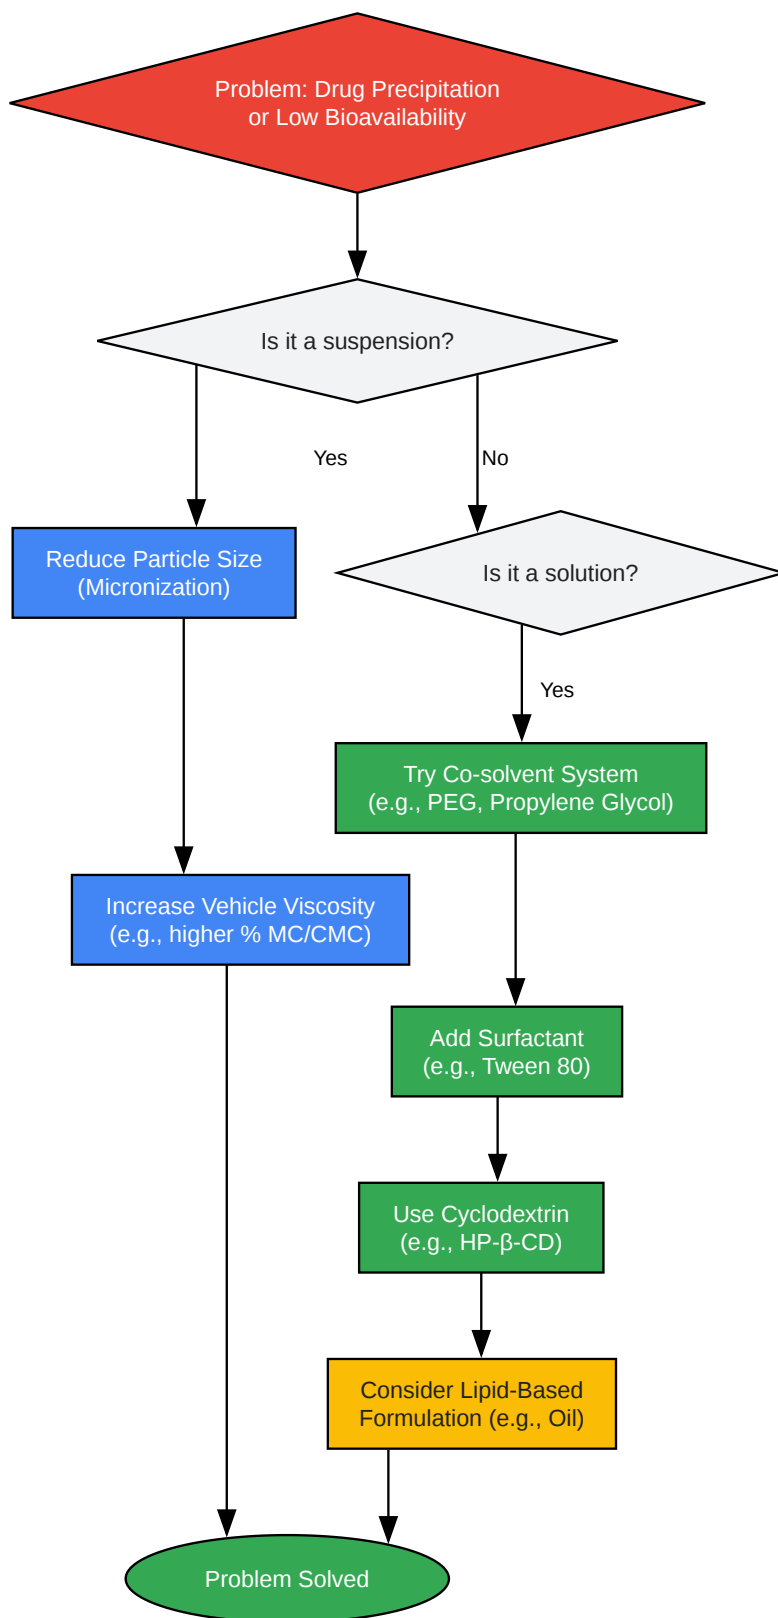 Problem: Drug Precipitation
or Low Bioavailability
Is it a suspension?
Yes
No
Reduce Particle Size
(Micronization)
Is it a solution?
Yes
Try Co-solvent System
(e.g., PEG, Propylene Glycol)
Increase Vehicle Viscosity
(e.g., higher % MC/CMC)
Add Surfactant
(e.g., Tween 80)
Use Cyclodextrin
(e.g., HP-β-CD)
Consider Lipid-Based
Formulation (e.g., Oil)
Problem Solved